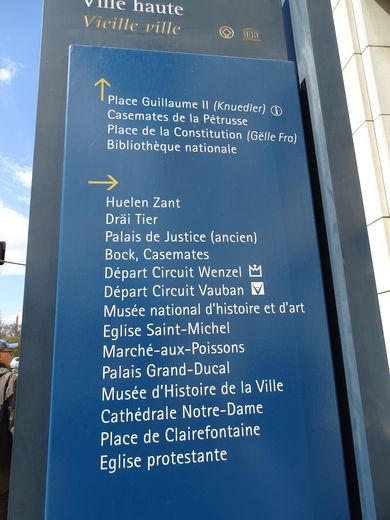 Ville haute
Vieille ville
Place Guillaume II (Knuedler)
Casemates de la Pétrusse
Place de la Constitution (Gëlle Fra)
Bibliothèque nationale
Huelen Zant
Dräi Tier
Palais de Justice (ancien)
Bock, Casemates
Départ Circuit Wenzel
Départ Circuit Vauban
Musée national d'histoire et d'art
Eglise Saint-Michel
Marché-aux-Poissons
Palais Grand-Ducal
Musée d'Histoire de la Ville
Cathédrale Notre-Dame
Place de Clairefontaine
Eglise protestante